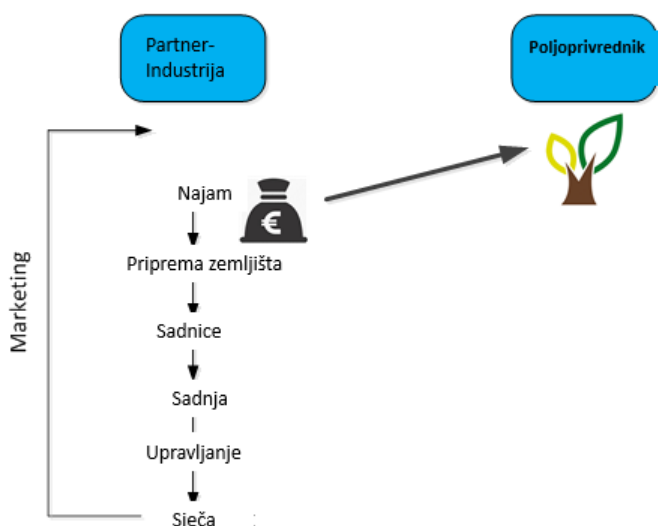 Partner-
Industrija
Poljoprivrednik
Najam
€
Priprema zemljišta
Sadnice
Sadnja
Upravljanje
Sječa
Marketing